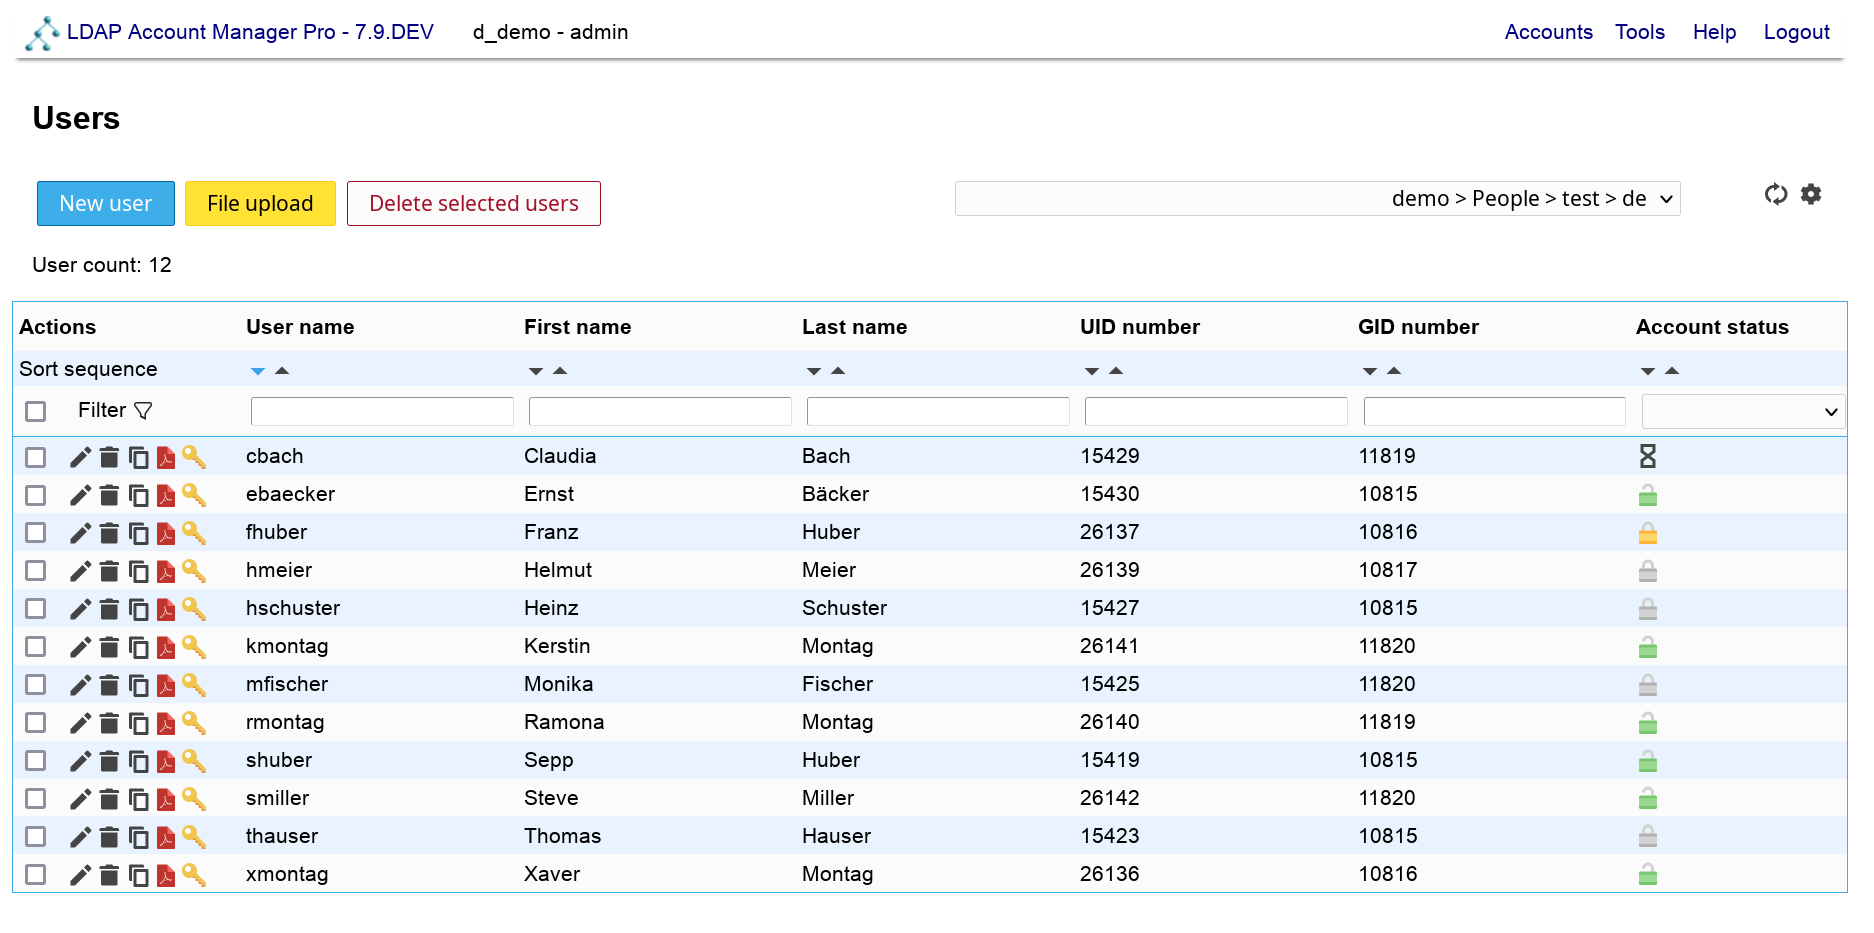 LDAP Account Manager Pro - 7.9.DEV d_demo - admin Accounts Tools Help Logout
Users
New user File upload Delete selected users demo > People > test > de
User count: 12
Actions User name First name Last name UID number GID number Account status
Sort sequence
Filter
cbach Claudia Bach 15429 11819
ebaecker Ernst Bäcker 15430 10815
fhuber Franz Huber 26137 10816
hmeier Helmut Meier 26139 10817
hschuster Heinz Schuster 15427 10815
kmontag Kerstin Montag 26141 11820
mfischer Monika Fischer 15425 11820
rmontag Ramona Montag 26140 11819
shuber Sepp Huber 15419 10815
smiller Steve Miller 26142 11820
thauser Thomas Hauser 15423 10815
xmontag Xaver Montag 26136 10816